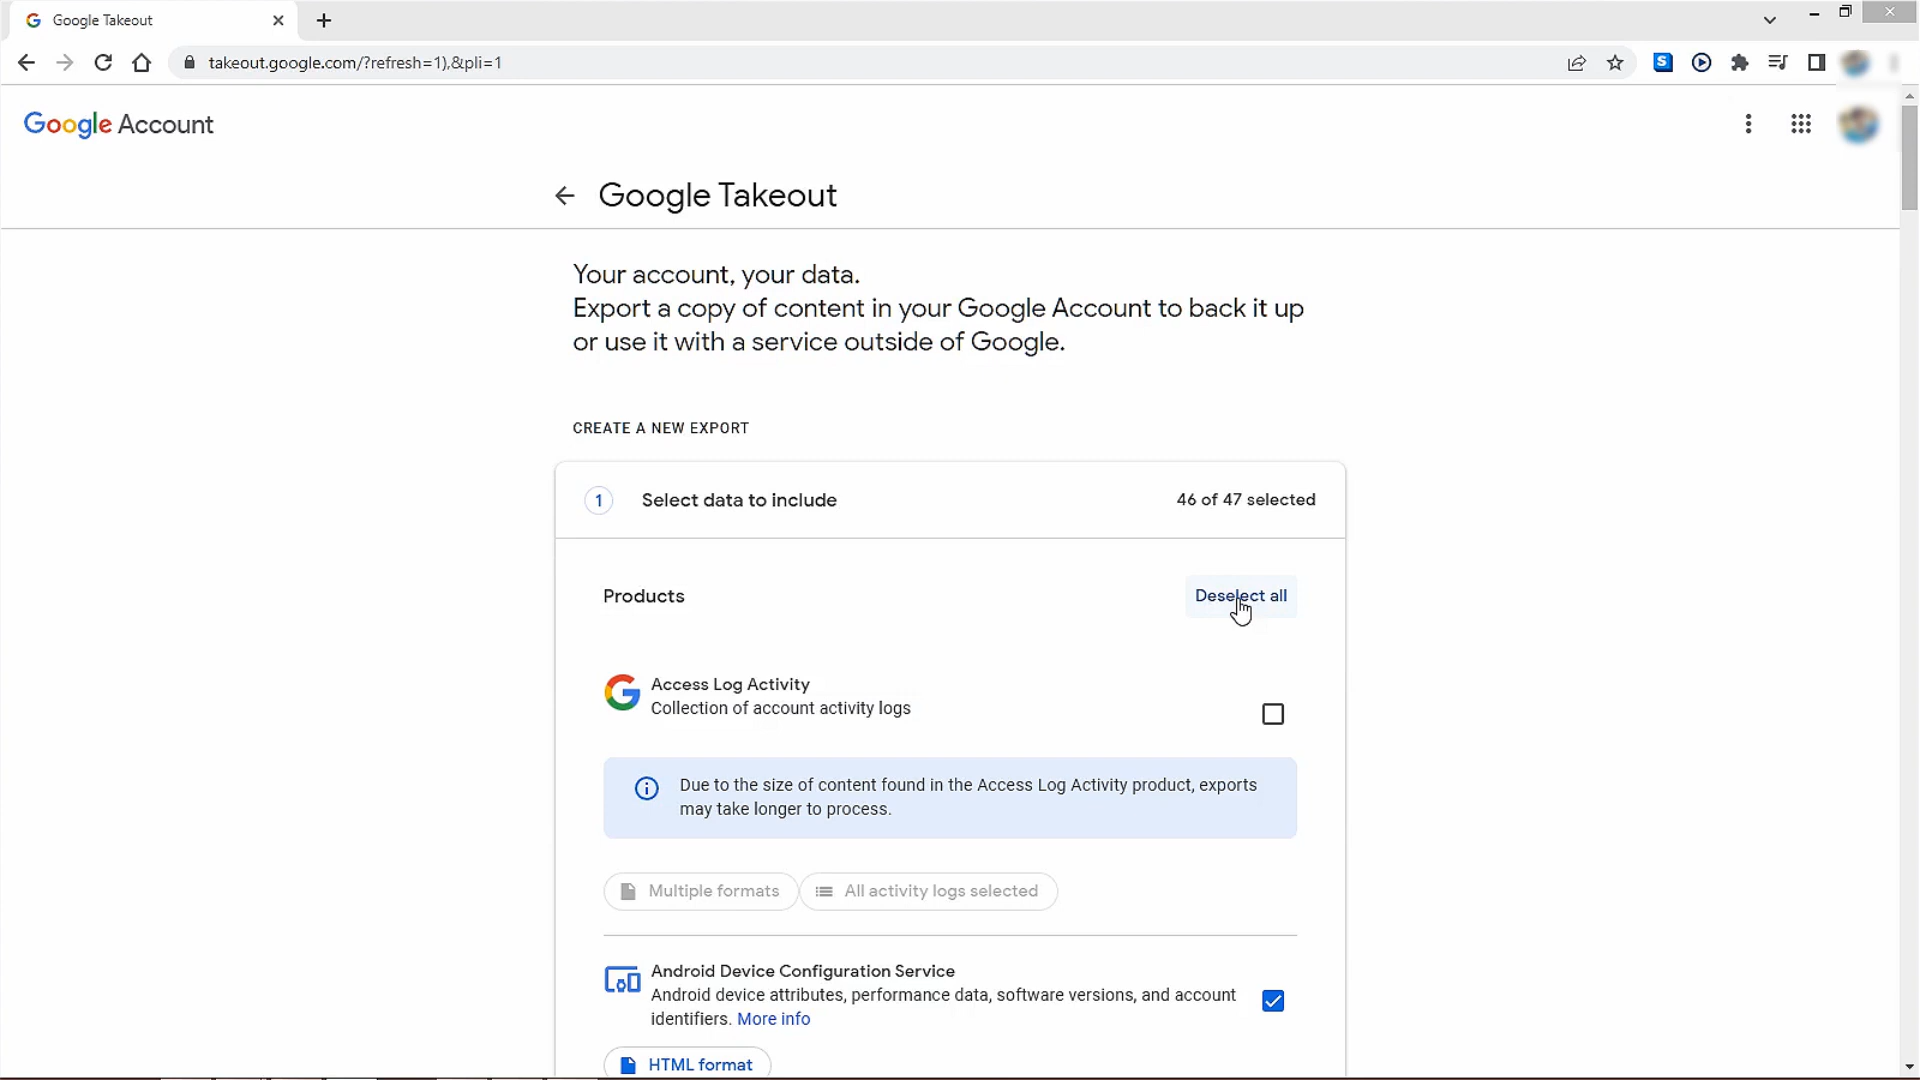 Google Takeout
takeout.google.com/?refresh=1),&pli=1
S
Google Account
Google Takeout
Your account, your data.
Export a copy of content in your Google Account to back it up
or use it with a service outside of Google.
CREATE A NEW EXPORT
1 Select data to include 46 of 47 selected
Products Deselect all
Access Log Activity
Collection of account activity logs
Due to the size of content found in the Access Log Activity product, exports
may take longer to process.
Multiple formats All activity logs selected
Android Device Configuration Service
Android device attributes, performance data, software versions, and account
identifiers. More info
HTML format